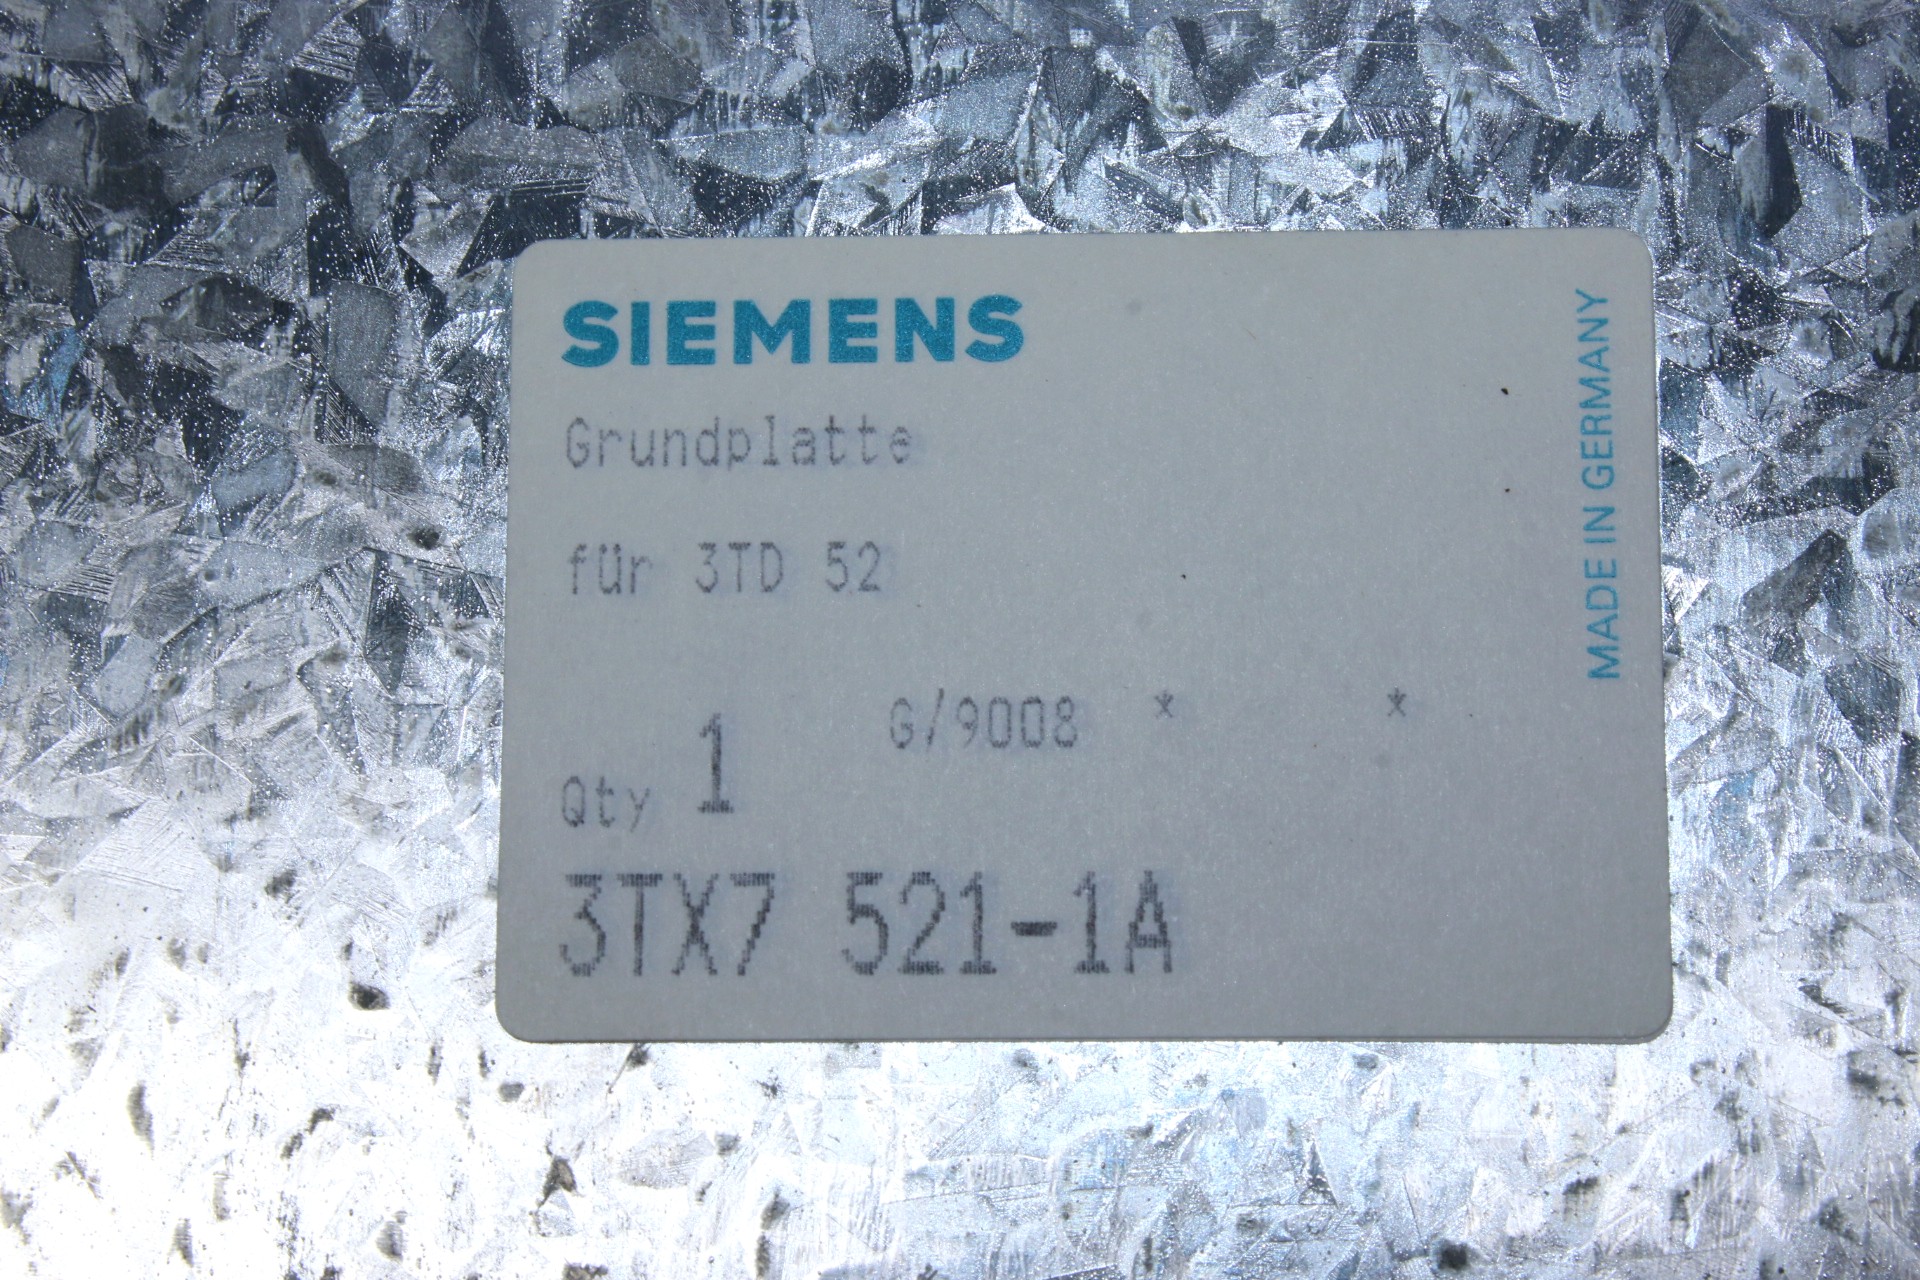 SIEMENS
Grundplatte
für 3TD 52
G/9008 * *
Qty 1
3TX7 521-1A
MADE IN GERMANY